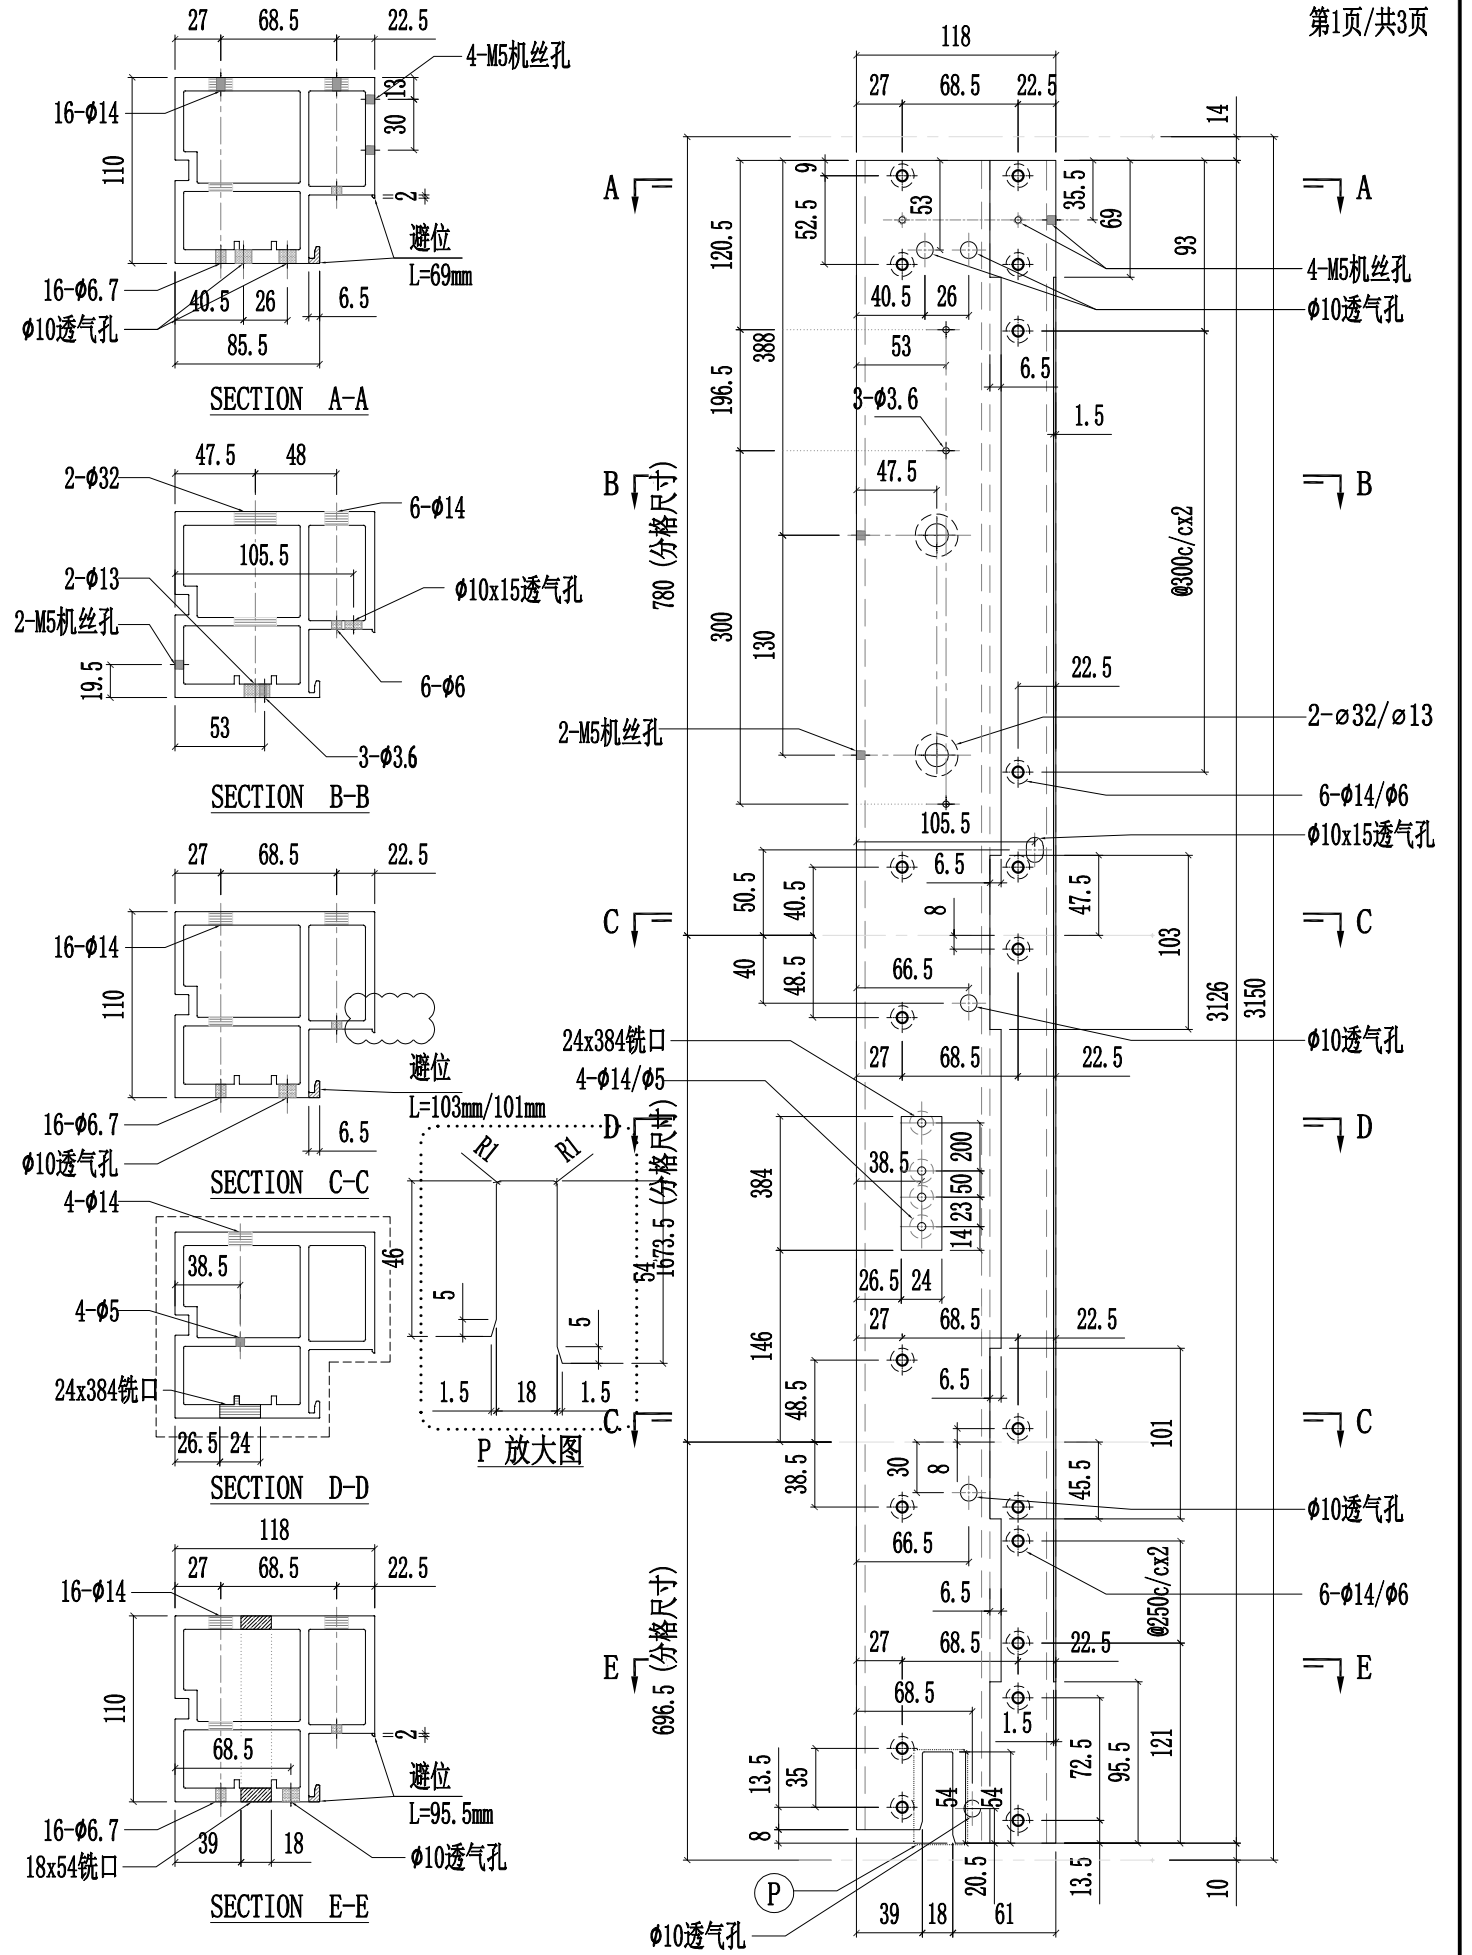 第1页/共3页
27 68.5 22.5
4-M5机丝孔
16-ϕ14
13
30
110
2
避位
L=69mm
16-ϕ6.7
40.5 26 6.5
ϕ10透气孔
85.5
SECTION A-A
47.5 48
2-ϕ32
6-ϕ14
105.5
2-ϕ13
ϕ10x15透气孔
2-M5机丝孔
19.5
6-ϕ6
53
3-ϕ3.6
SECTION B-B
27 68.5 22.5
16-ϕ14
110
避位
L=103mm/101mm
16-ϕ6.7
6.5
ϕ10透气孔
SECTION C-C
4-ϕ14
38.5
4-ϕ5
24x384铣口
26.5 24
SECTION D-D
R1 R1
46
54
5
5
1.5 18 1.5
P 放大图
118
27 68.5 22.5
16-ϕ14
110
2
68.5
避位
L=95.5mm
16-ϕ6.7
39 18
18x54铣口
ϕ10透气孔
SECTION E-E
118
27 68.5 22.5
14
A A
9
53
35.5
69
52.5
120.5
93
4-M5机丝孔
40.5 26
ϕ10透气孔
388
53
6.5
196.5
3-ϕ3.6
1.5
B B
47.5
780 (分格尺寸)
@300c/cx2
300
130
22.5
2-M5机丝孔
2-⌀32/⌀13
6-ϕ14/ϕ6
105.5
ϕ10x15透气孔
6.5
50.5
40.5
47.5
8
C C
103
40
48.5
66.5
3126
3150
24x384铣口
ϕ10透气孔
27 68.5 22.5
4-ϕ14/ϕ5
D D
1673.5 (分格尺寸)
384
38.5
200
50
23
14
26.5 24
27 68.5 22.5
146
6.5
48.5
101
C C
38.5
30
8
45.5
ϕ10透气孔
66.5
@250c/cx2
6.5
6-ϕ14/ϕ6
696.5 (分格尺寸)
27 68.5 22.5
E E
68.5
1.5
13.5
35
72.5
95.5
121
54
54
8
20.5
13.5
10
P
39 18 61
ϕ10透气孔